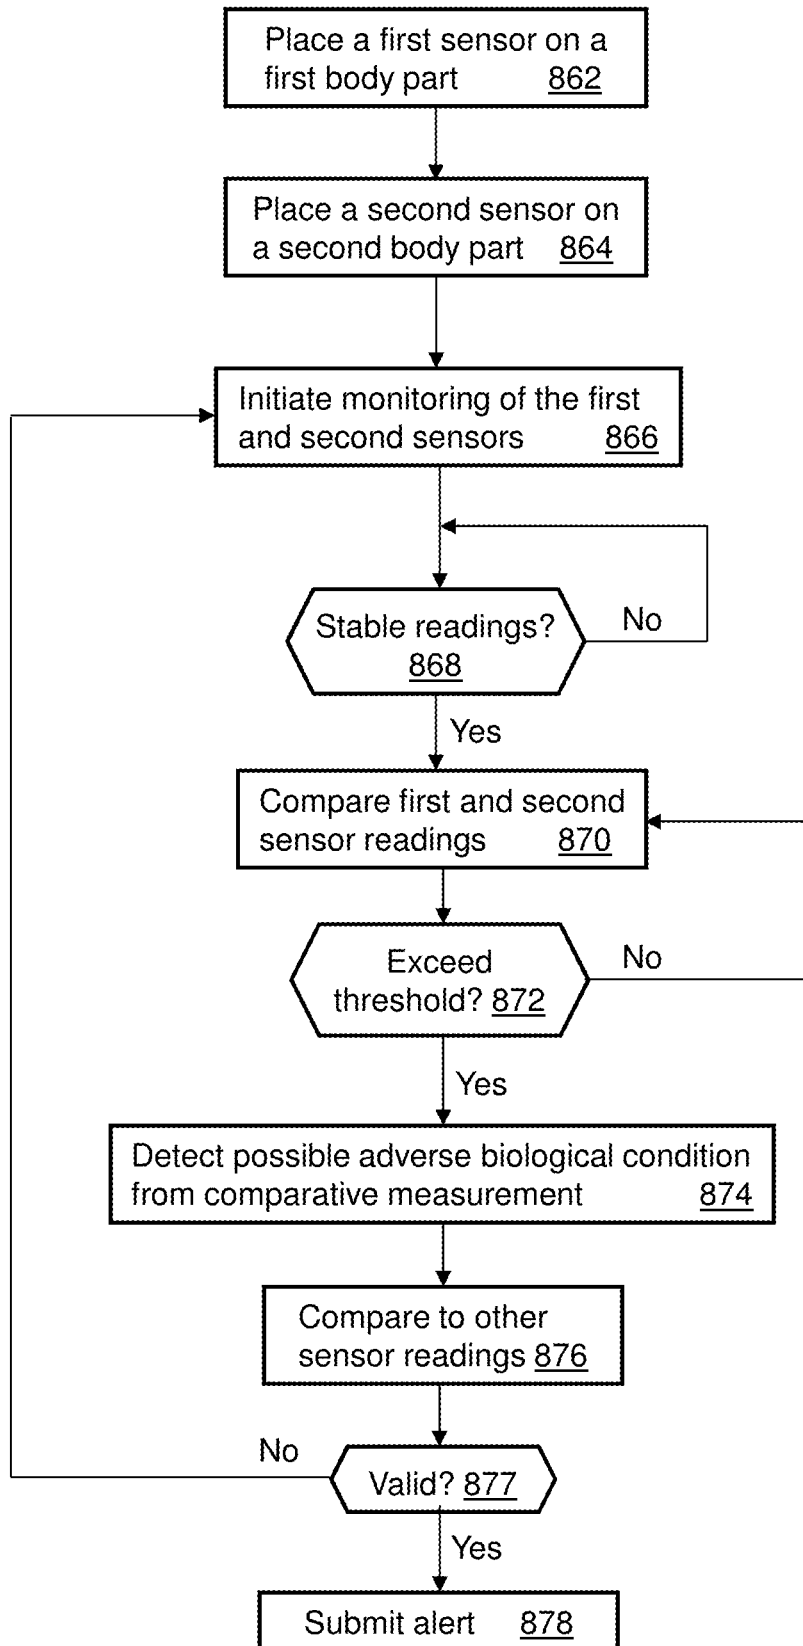 Place a first sensor on a
first body part 862
Place a second sensor on
a second body part 864
Initiate monitoring of the first
and second sensors 866
Stable readings?
868
No
Yes
Compare first and second
sensor readings 870
Exceed
threshold? 872
No
Yes
Detect possible adverse biological condition
from comparative measurement 874
Compare to other
sensor readings 876
No
Valid? 877
Yes
Submit alert 878